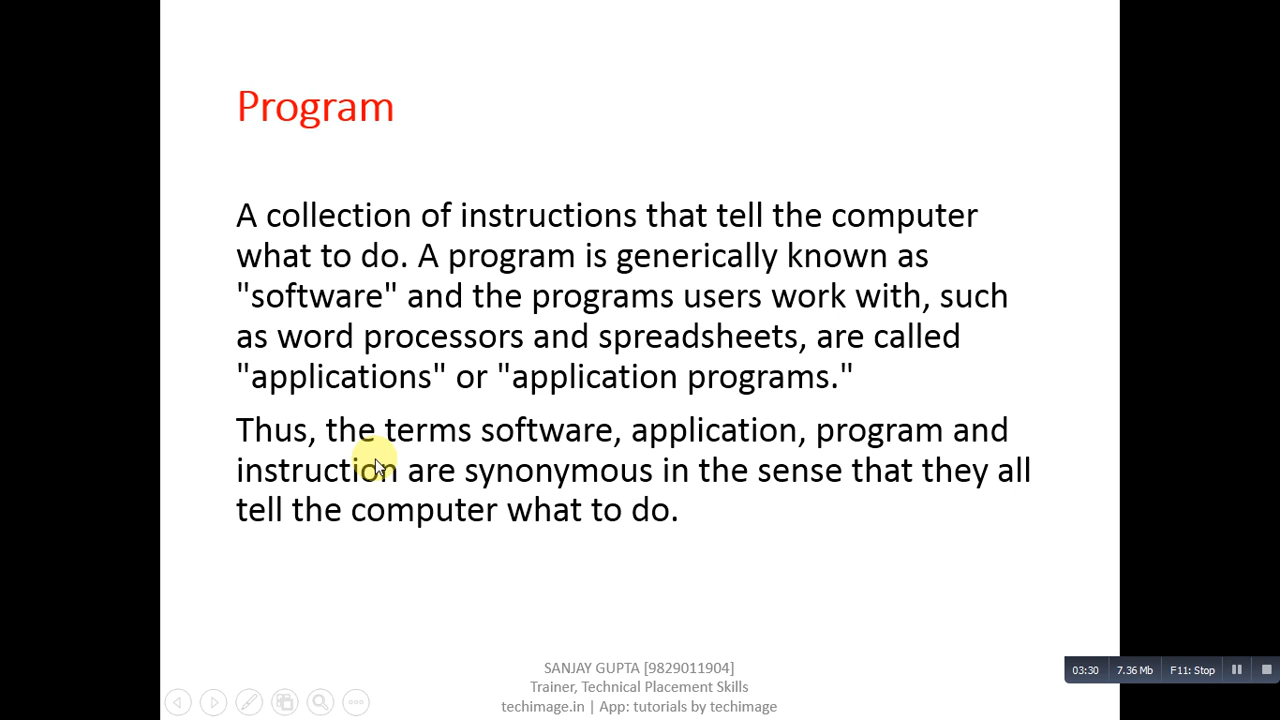 Program
A collection of instructions that tell the computer
what to do. A program is generically known as
"software" and the programs users work with, such
as word processors and spreadsheets, are called
"applications" or "application programs."
Thus, the terms software, application, program and
instruction are synonymous in the sense that they all
tell the computer what to do.
SANJAY GUPTA [9829011904]
Trainer, Technical Placement Skills
techimage.in | App: tutorials by techimage
03:30 7.36 Mb F11: Stop